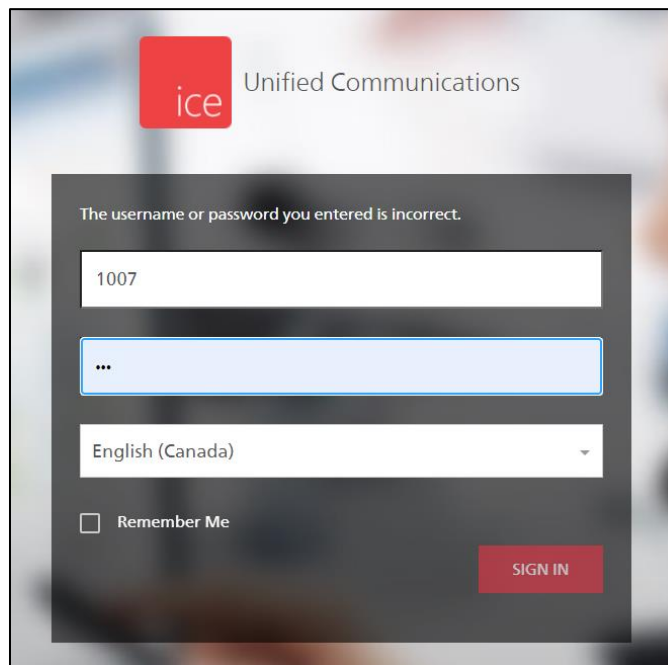 ice
Unified Communications
The username or password you entered is incorrect.
1007
•••
English (Canada)
Remember Me
SIGN IN